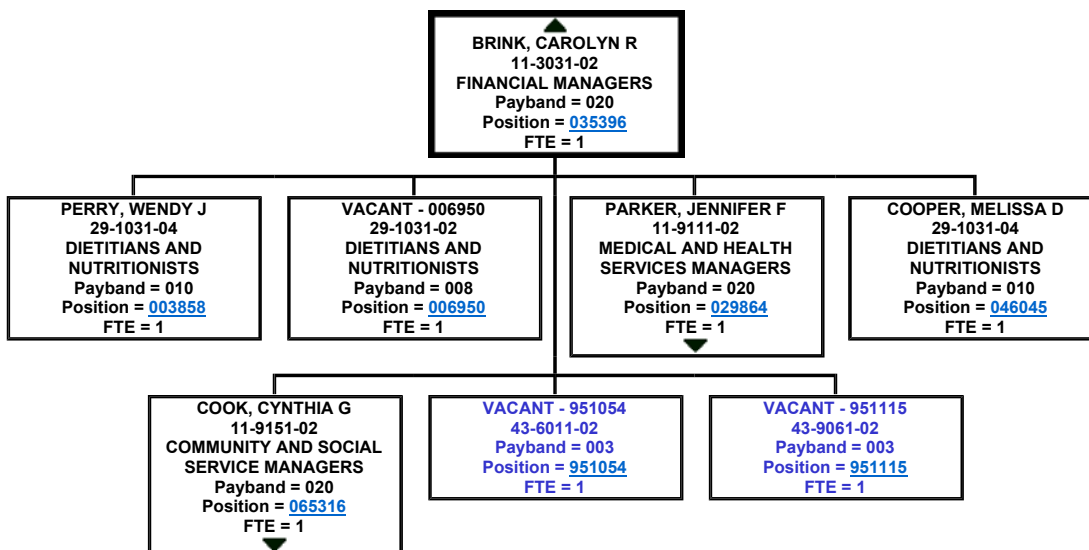 BRINK, CAROLYN R
11-3031-02
FINANCIAL MANAGERS
Payband = 020
Position = 035396
FTE = 1
PERRY, WENDY J
29-1031-04
DIETITIANS AND
NUTRITIONISTS
Payband = 010
Position = 003858
FTE = 1
VACANT - 006950
29-1031-02
DIETITIANS AND
NUTRITIONISTS
Payband = 008
Position = 006950
FTE = 1
PARKER, JENNIFER F
11-9111-02
MEDICAL AND HEALTH
SERVICES MANAGERS
Payband = 020
Position = 029864
FTE = 1
COOPER, MELISSA D
29-1031-04
DIETITIANS AND
NUTRITIONISTS
Payband = 010
Position = 046045
FTE = 1
COOK, CYNTHIA G
11-9151-02
COMMUNITY AND SOCIAL
SERVICE MANAGERS
Payband = 020
Position = 065316
FTE = 1
VACANT - 951054
43-6011-02
Payband = 003
Position = 951054
FTE = 1
VACANT - 951115
43-9061-02
Payband = 003
Position = 951115
FTE = 1